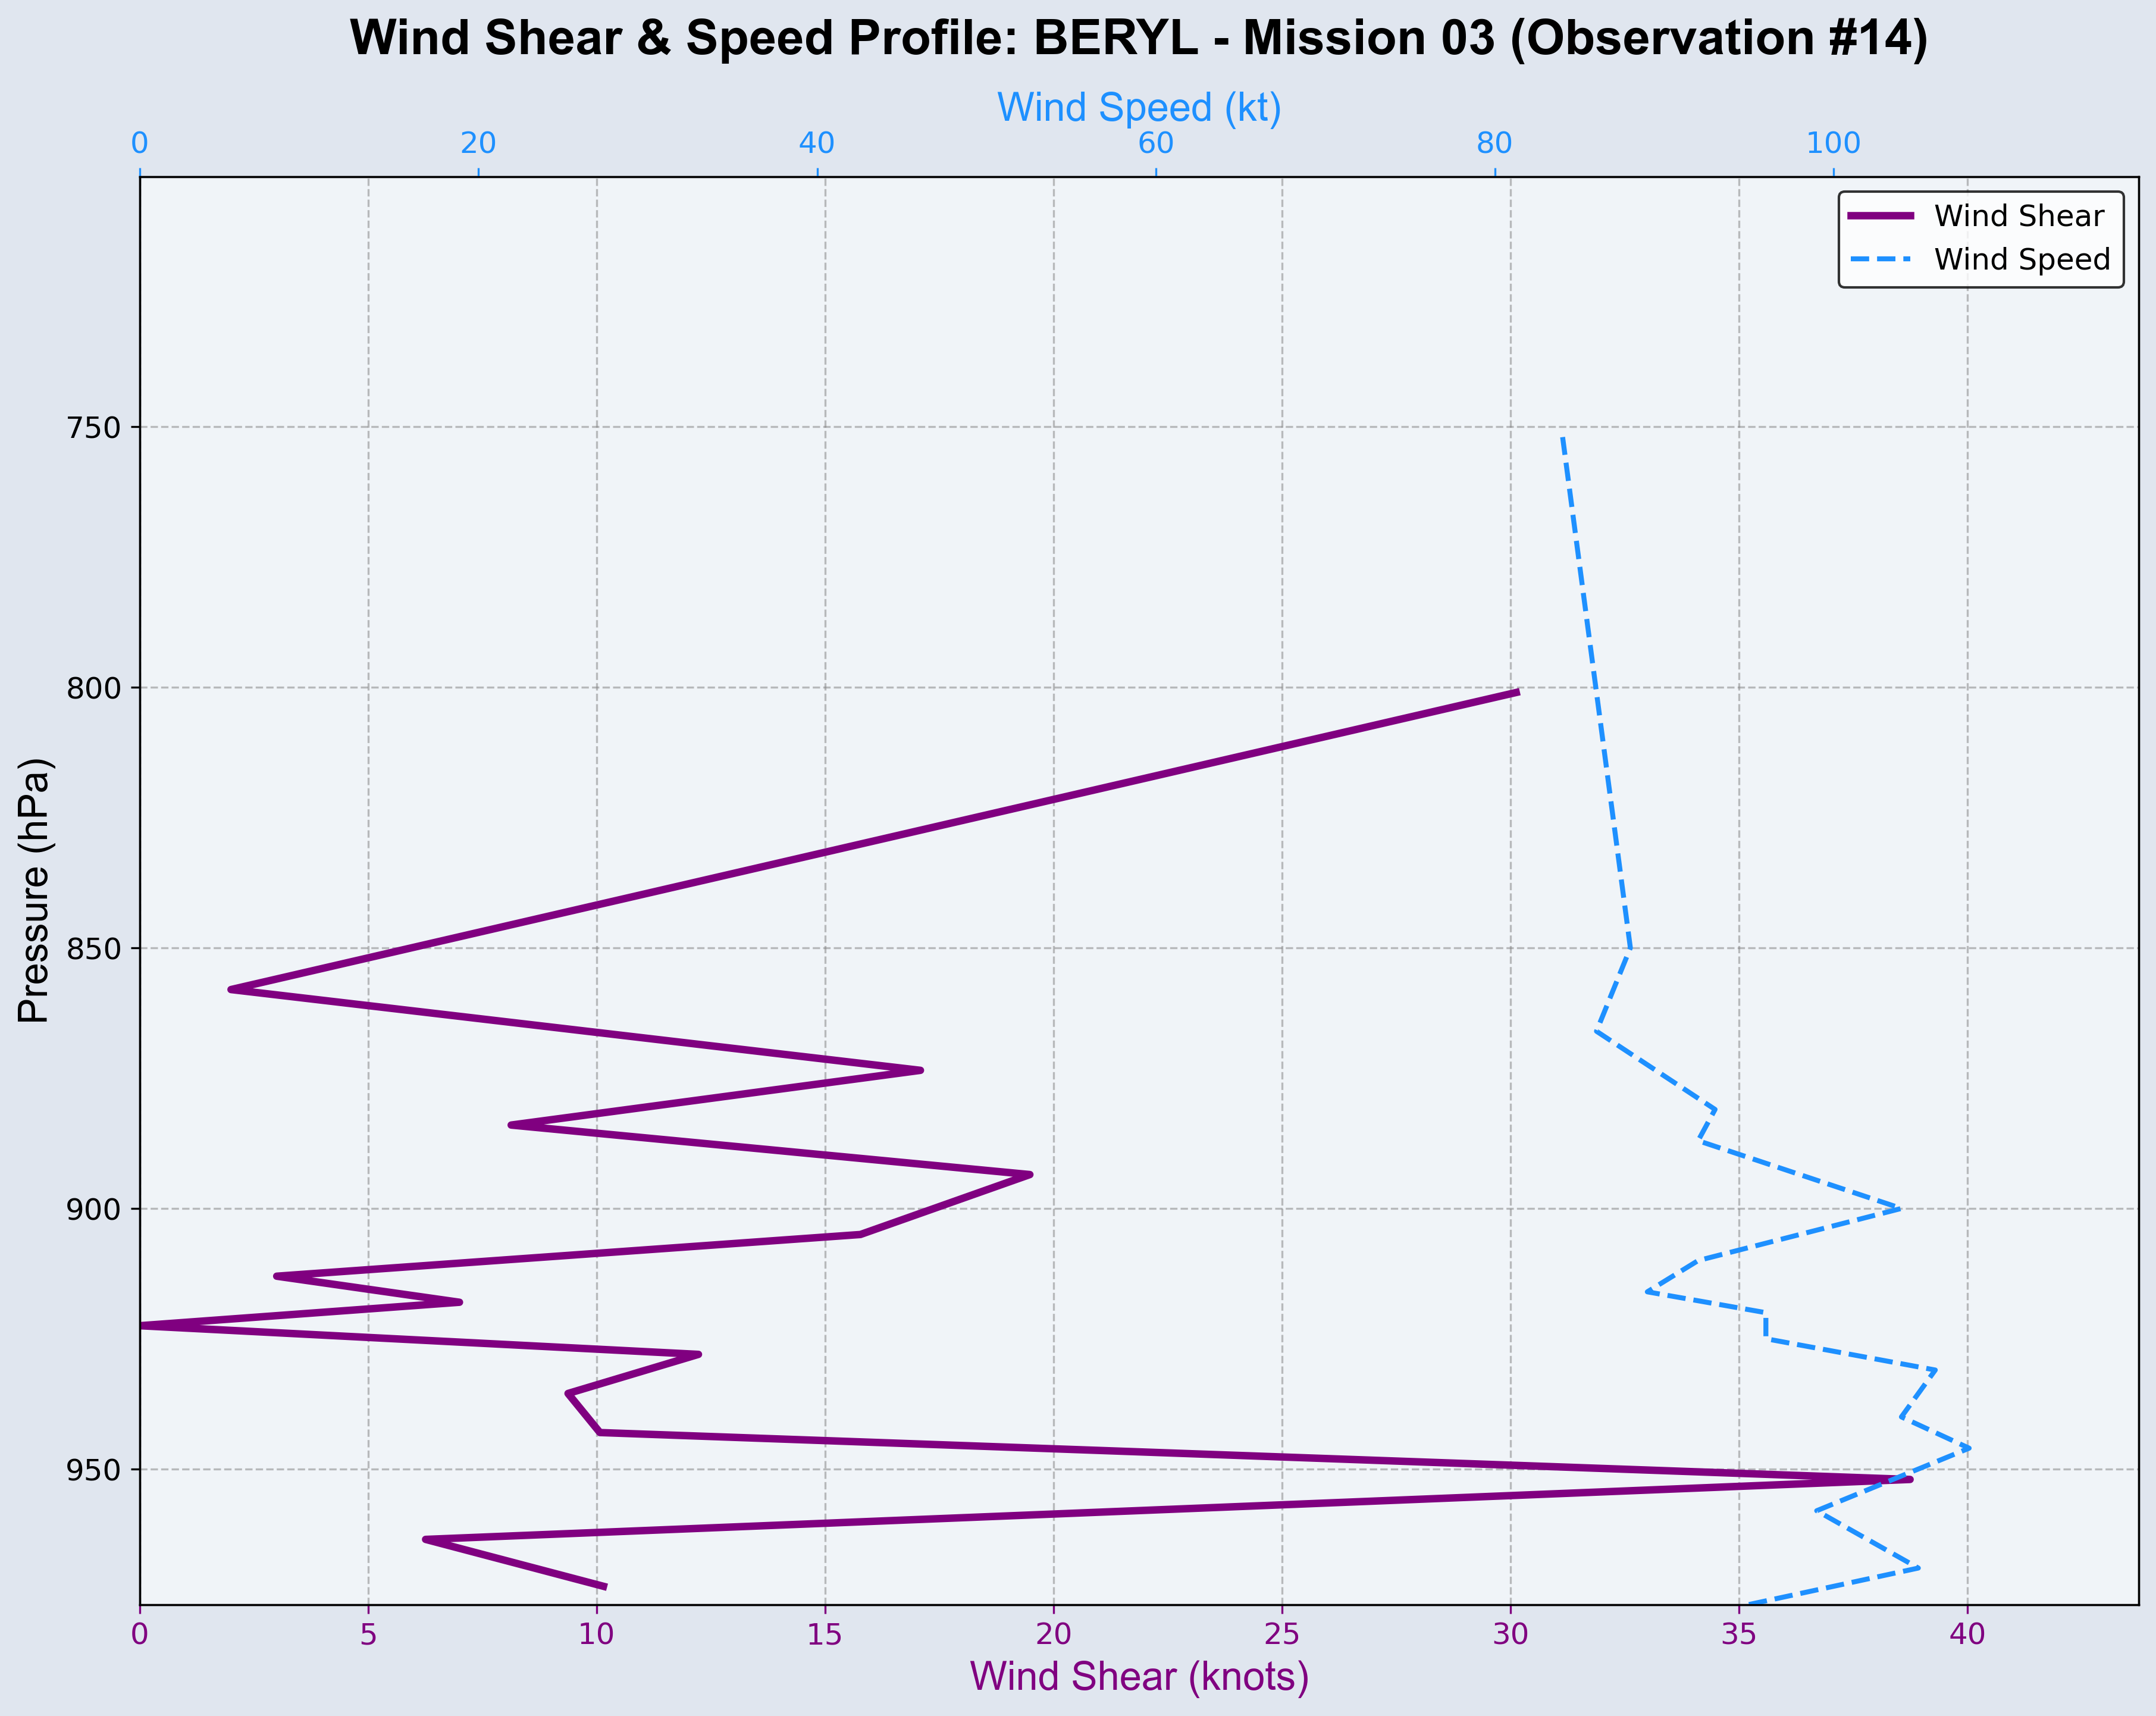 Wind Shear & Speed Profile: BERYL - Mission 03 (Observation #14)
Wind Speed (kt)
0 20 40 60 80 100
Wind Shear
Wind Speed
Pressure (hPa)
750
800
850
900
950
0 5 10 15 20 25 30 35 40
Wind Shear (knots)